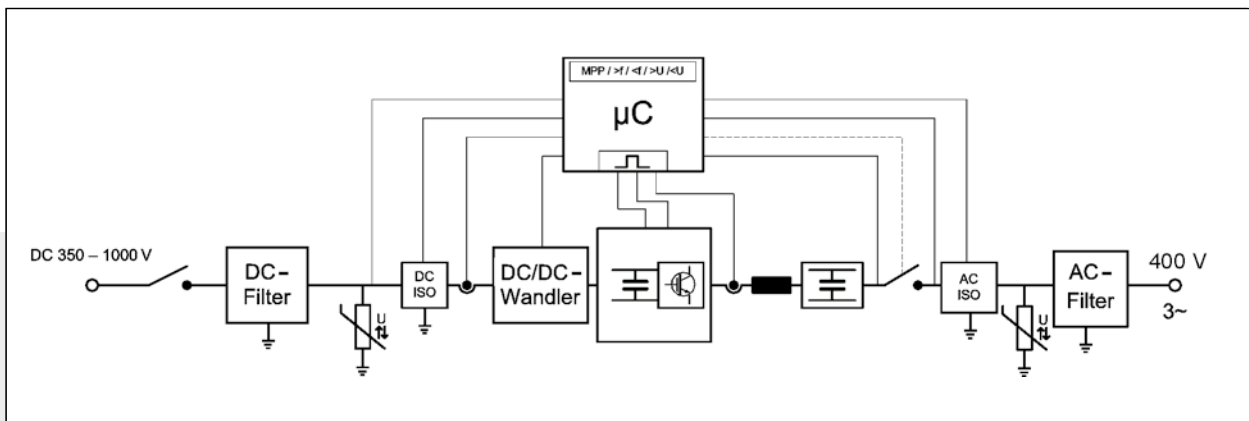 MPP / >f / <f / >U / <U
µC
DC 350 – 1000 V
DC-
Filter
U
DC
ISO
DC/DC-
Wandler
AC
ISO
U
AC-
Filter
400 V
3~